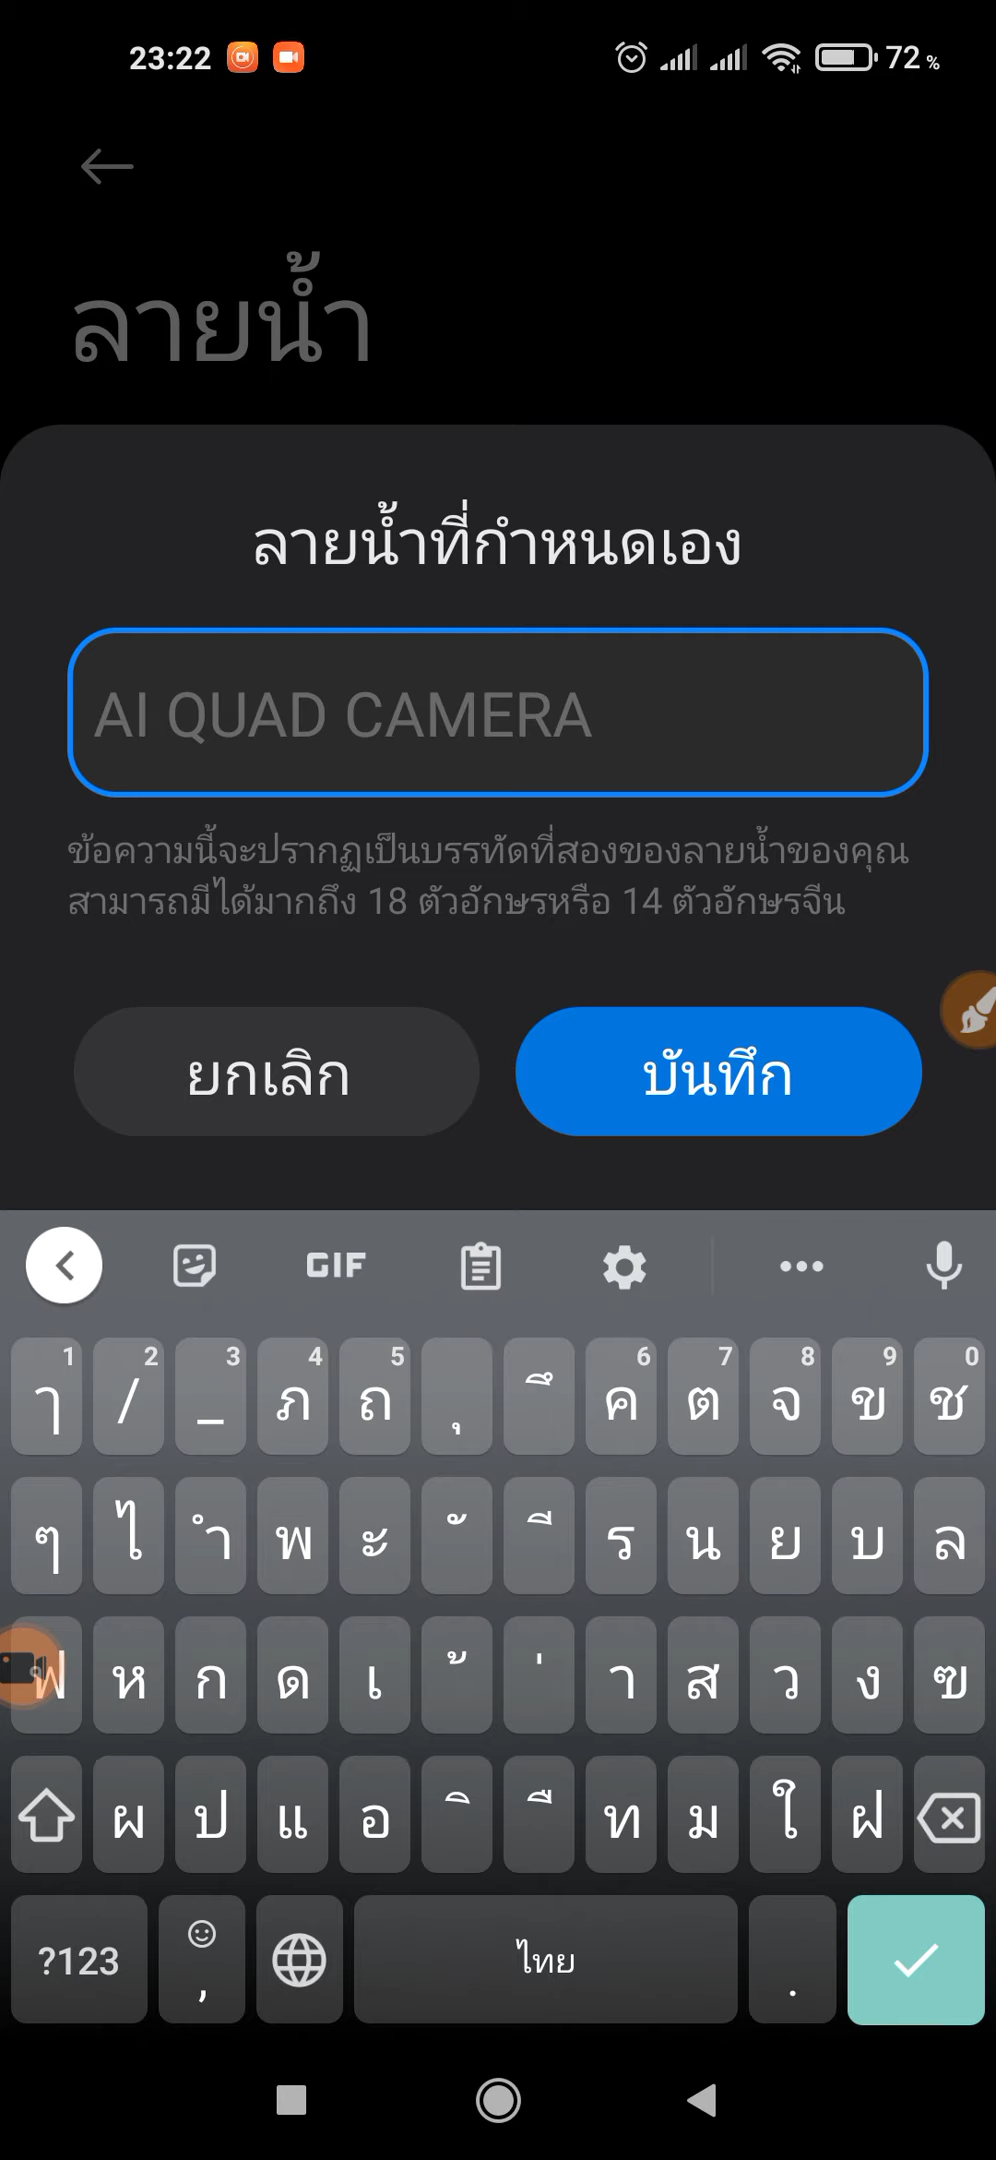 23:22
72 %
ลายน้ำ
ลายน้ำที่กำหนดเอง
AI QUAD CAMERA
ข้อความนี้จะปรากฏเป็นบรรทัดที่สองของลายน้ำของคุณ
สามารถมีได้มากถึง 18 ตัวอักษรหรือ 14 ตัวอักษรจีน
ยกเลิก บันทึก
GIF
1 2 3 4 5 6 7 8 9 0
ๅ / _ ภ ถ ุ ึ ค ต จ ข ช
ๆ ไ ำ พ ะ ั ี ร น ย บ ล
ฟ ห ก ด เ ้ ่ า ส ว ง ฃ
ผ ป แ อ ิ ื ท ม ใ ฝ
?123 , ไทย .